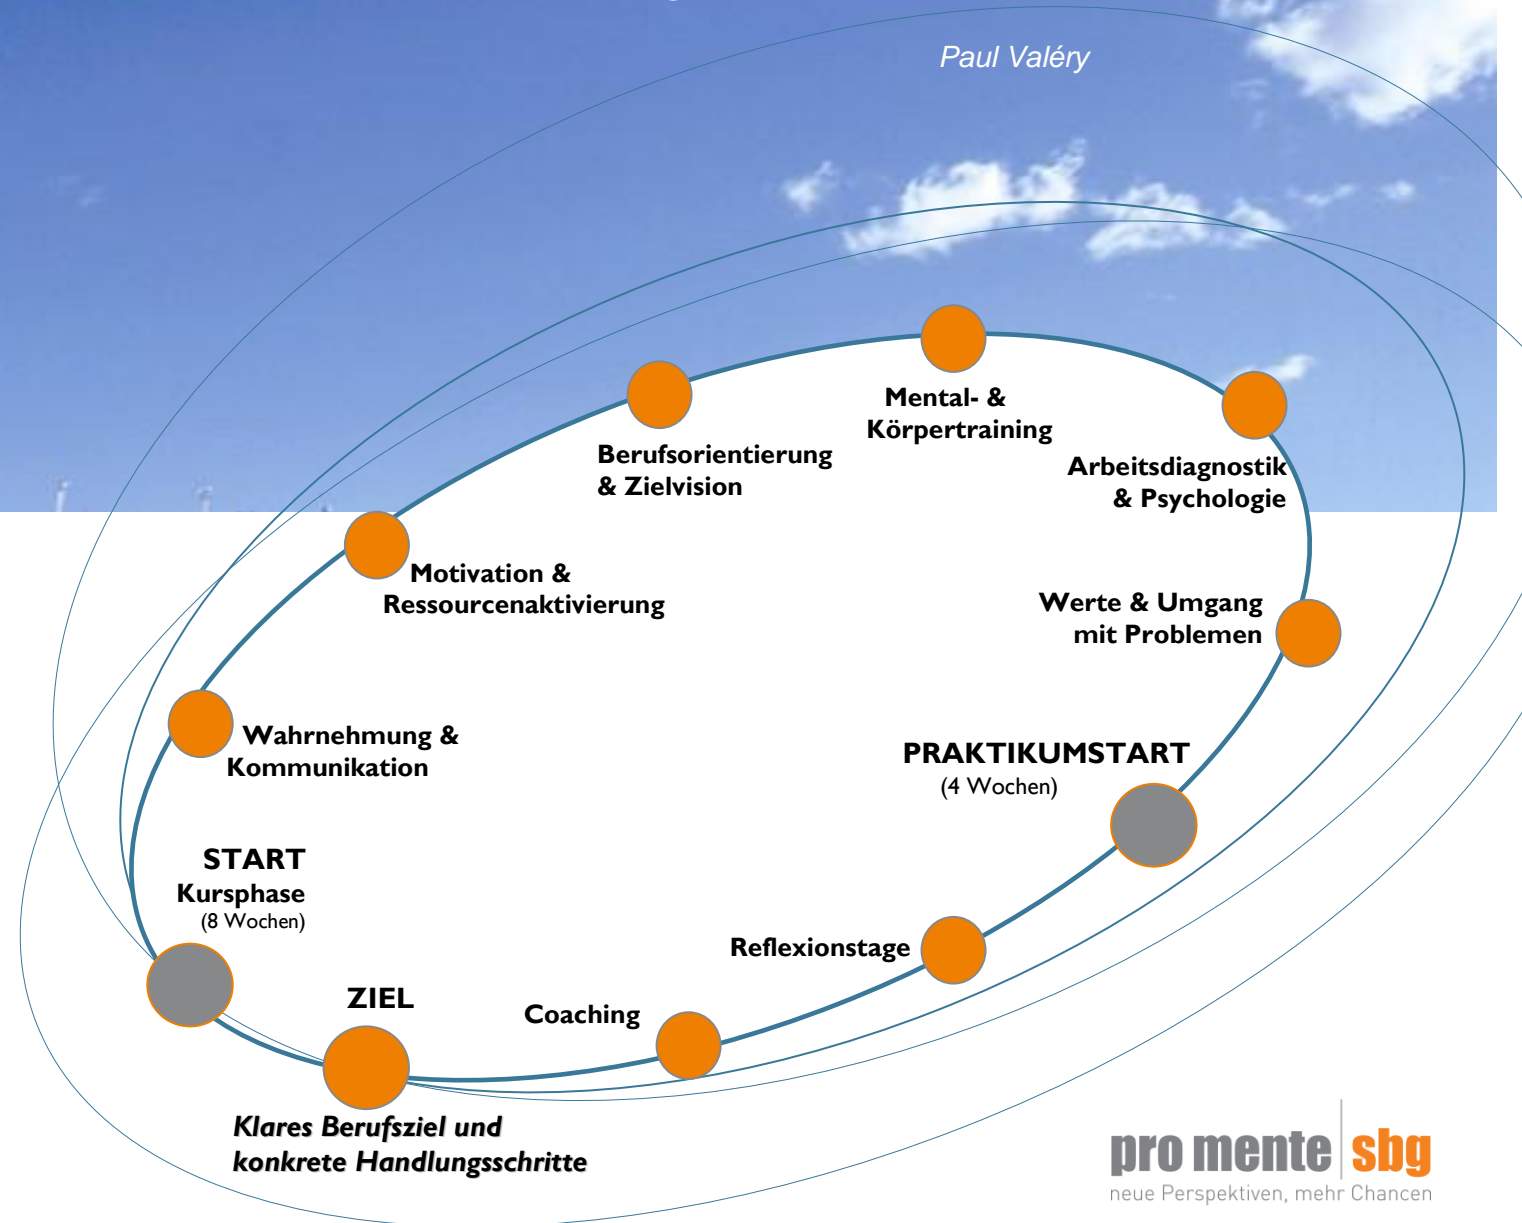 Paul Valéry
Mental- &
Körpertraining
Berufsorientierung
& Zielvision
Arbeitsdiagnostik
& Psychologie
Motivation &
Ressourcenaktivierung
Werte & Umgang
mit Problemen
Wahrnehmung &
Kommunikation
PRAKTIKUMSTART
(4 Wochen)
START
Kursphase
(8 Wochen)
Reflexionstage
ZIEL
Coaching
Klares Berufsziel und
konkrete Handlungsschritte
pro mente sbg
neue Perspektiven, mehr Chancen